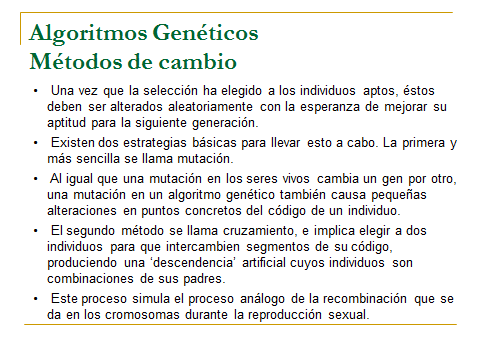 Algoritmos Genéticos
Métodos de cambio
• Una vez que la selección ha elegido a los individuos aptos, éstos
deben ser alterados aleatoriamente con la esperanza de mejorar su
aptitud para la siguiente generación.
• Existen dos estrategias básicas para llevar esto a cabo. La primera y
más sencilla se llama mutación.
• Al igual que una mutación en los seres vivos cambia un gen por otro,
una mutación en un algoritmo genético también causa pequeñas
alteraciones en puntos concretos del código de un individuo.
• El segundo método se llama cruzamiento, e implica elegir a dos
individuos para que intercambien segmentos de su código,
produciendo una ‘descendencia’ artificial cuyos individuos son
combinaciones de sus padres.
• Este proceso simula el proceso análogo de la recombinación que se
da en los cromosomas durante la reproducción sexual.